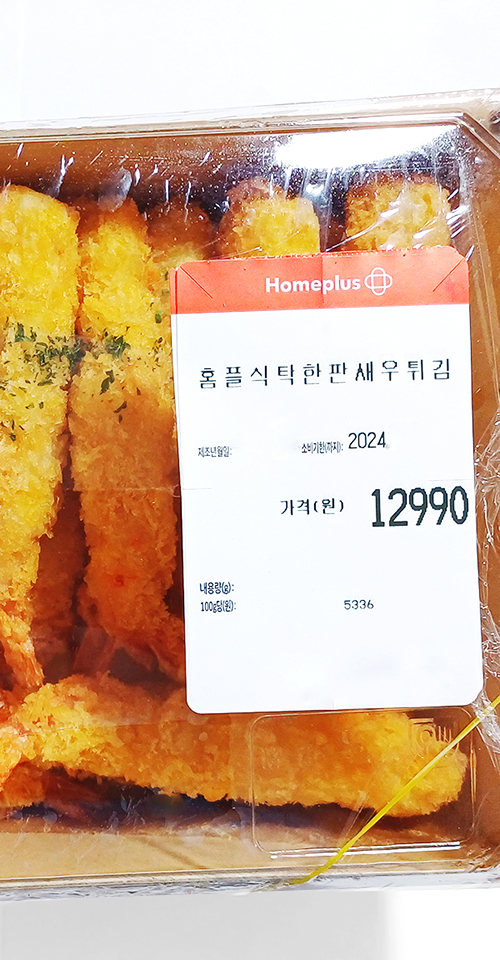 Homeplus
홈플식탁한판새우튀김
제조년월일: 소비기한(까지): 2024
가격(원) 12990
내용량(g):
100g당(원): 5336